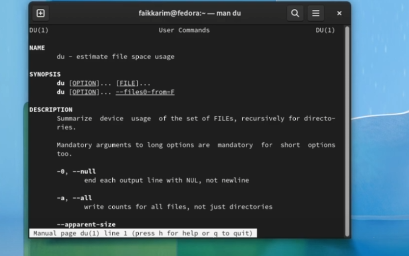 faikkarim@fedora:~ — man du
DU(1) User Commands DU(1)
NAME
du - estimate file space usage
SYNOPSIS
du [OPTION]... [FILE]...
du [OPTION]... --files0-from=F
DESCRIPTION
Summarize device usage of the set of FILEs, recursively for directo-
ries.
Mandatory arguments to long options are mandatory for short options
too.
-0, --null
end each output line with NUL, not newline
-a, --all
write counts for all files, not just directories
--apparent-size
Manual page du(1) line 1 (press h for help or q to quit)